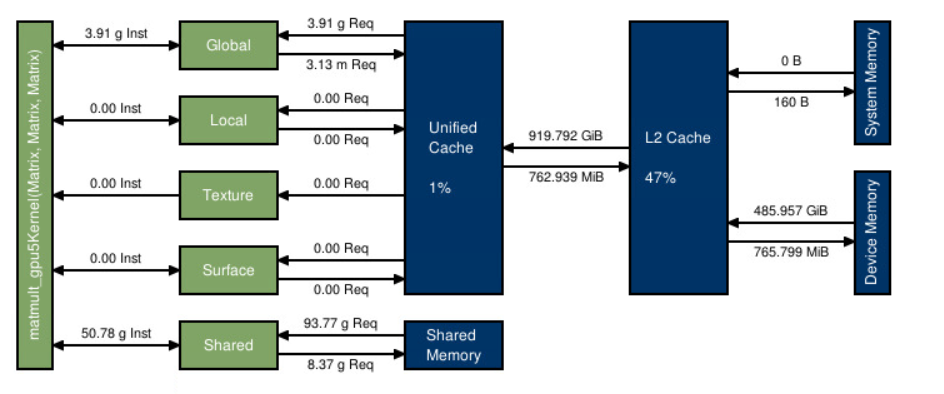 matmult_gpu5Kernel(Matrix, Matrix, Matrix)
3.91 g Inst
Global
3.91 g Req
3.13 m Req
0.00 Inst
Local
0.00 Req
0.00 Req
0.00 Inst
Texture
0.00 Req
0.00 Inst
Surface
0.00 Req
0.00 Req
50.78 g Inst
Shared
93.77 g Req
8.37 g Req
Unified
Cache
1%
Shared
Memory
919.792 GiB
762.939 MiB
L2 Cache
47%
0 B
160 B
System Memory
485.957 GiB
765.799 MiB
Device Memory